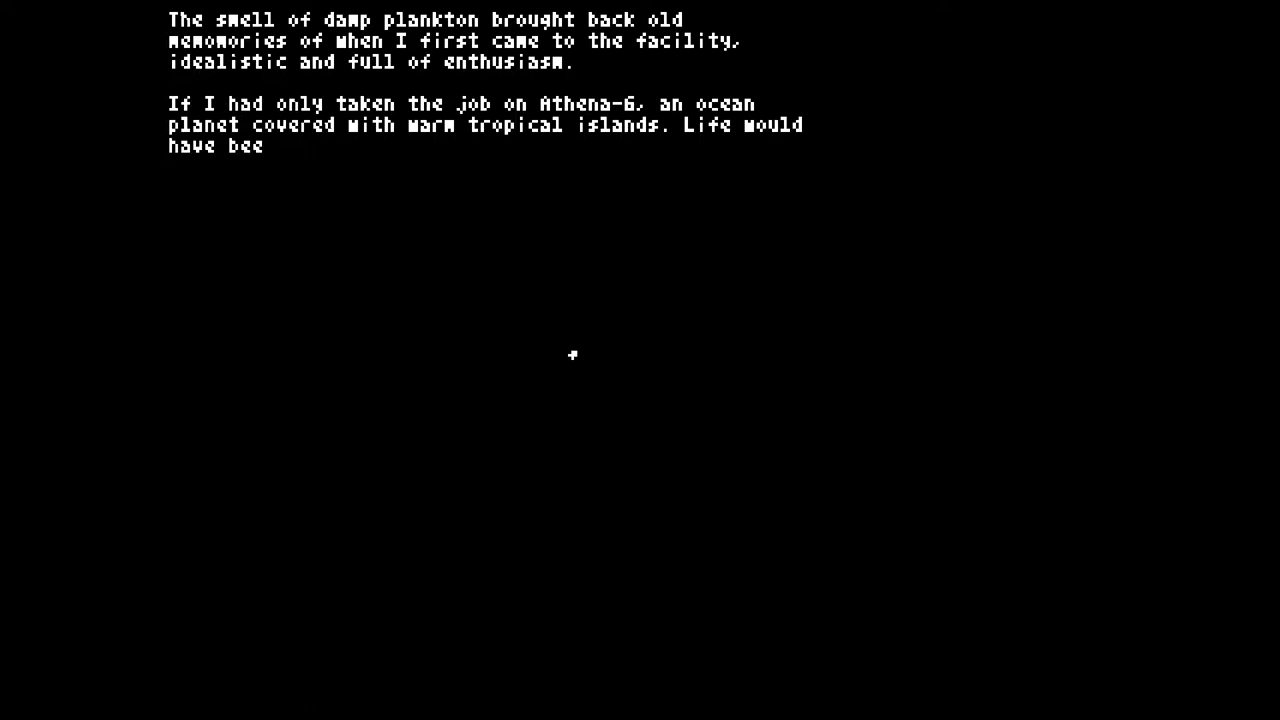 The smell of damp plankton brought back old
memomories of when I first came to the facility,
idealistic and full of enthusiasm.
If I had only taken the job on Athena-6, an ocean
planet covered with warm tropical islands. Life would
have bee